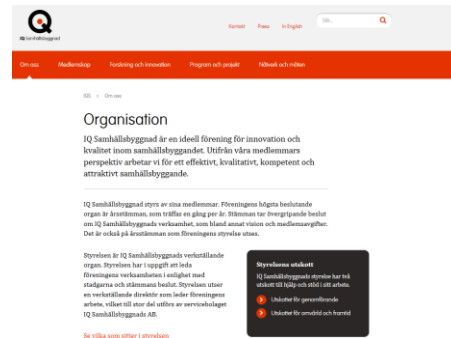 IQ Samhällsbyggnad
Kontakt Press In English
Sök...
Om oss Medlemskap Forskning och innovation Program och projekt Nätverk och möten
IQS > Om oss
Organisation
IQ Samhällsbyggnad är en ideell förening för innovation och
kvalitet inom samhällsbyggandet. Utifrån våra medlemmars
perspektiv arbetar vi för ett effektivt, kvalitativt, kompetent och
attraktivt samhällsbyggande.
IQ Samhällsbyggnad styrs av sina medlemmar. Föreningens högsta beslutande
organ är årsstämman, som träffas en gång per år. Stämman tar övergripande beslut
om IQ Samhällsbyggnads verksamhet, som bland annat vision och medlemsavgifter.
Det är också på årsstämman som föreningens styrelse utses.
Styrelsen är IQ Samhällsbyggnads verkställande
organ. Styrelsen har i uppgift att leda
föreningens verksamheten i enlighet med
stadgarna och stämmans beslut. Styrelsen utser
en verkställande direktör som leder föreningens
arbete, vilket till stor del utförs av servicebolaget
IQ Samhällsbyggnads AB.
Se vilka som sitter i styrelsen
Styrelsens utskott
IQ Samhällsbyggnads styrelse har två
utskott till hjälp och stöd i sitt arbete.
Utskottet för genomförande
Utskottet för omvärld och framtid